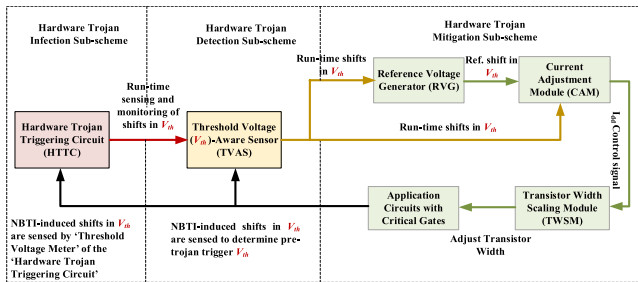 Hardware Trojan
Infection Sub-scheme
Hardware Trojan
Detection Sub-scheme
Hardware Trojan
Mitigation Sub-scheme
Run-time
sensing and
monitoring of
shifts in Vth
Run-time shifts
in Vth
Ref. shift in
Vth
Reference Voltage
Generator (RVG)
Current
Adjustment
Module (CAM)
Hardware Trojan
Triggering Circuit
(HTTC)
Threshold Voltage
(Vth)-Aware Sensor
(TVAS)
Run-time shifts in Vth
Idd Control signal
Application
Circuits with
Critical Gates
Transistor Width
Scaling Module
(TWSM)
Adjust Transistor
Width
NBTI-induced shifts in Vth
are sensed by ‘Threshold
Voltage Meter’ of the
‘Hardware Trojan
Triggering Circuit’
NBTI-induced shifts in Vth
are sensed to determine pre-
trojan trigger Vth